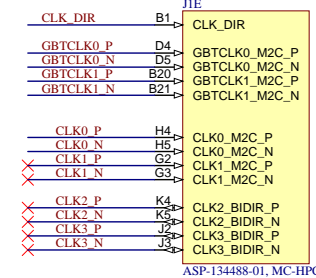 J1E
CLK_DIR B1 CLK_DIR
GBTCLK0_P D4 GBTCLK0_M2C_P
GBTCLK0_N D5 GBTCLK0_M2C_N
GBTCLK1_P B20 GBTCLK1_M2C_P
GBTCLK1_N B21 GBTCLK1_M2C_N
CLK0_P H4 CLK0_M2C_P
CLK0_N H5 CLK0_M2C_N
CLK1_P G2 CLK1_M2C_P
CLK1_N G3 CLK1_M2C_N
CLK2_P K4 CLK2_BIDIR_P
CLK2_N K5 CLK2_BIDIR_N
CLK3_P J2 CLK3_BIDIR_P
CLK3_N J3 CLK3_BIDIR_N
ASP-134488-01, MC-HPC